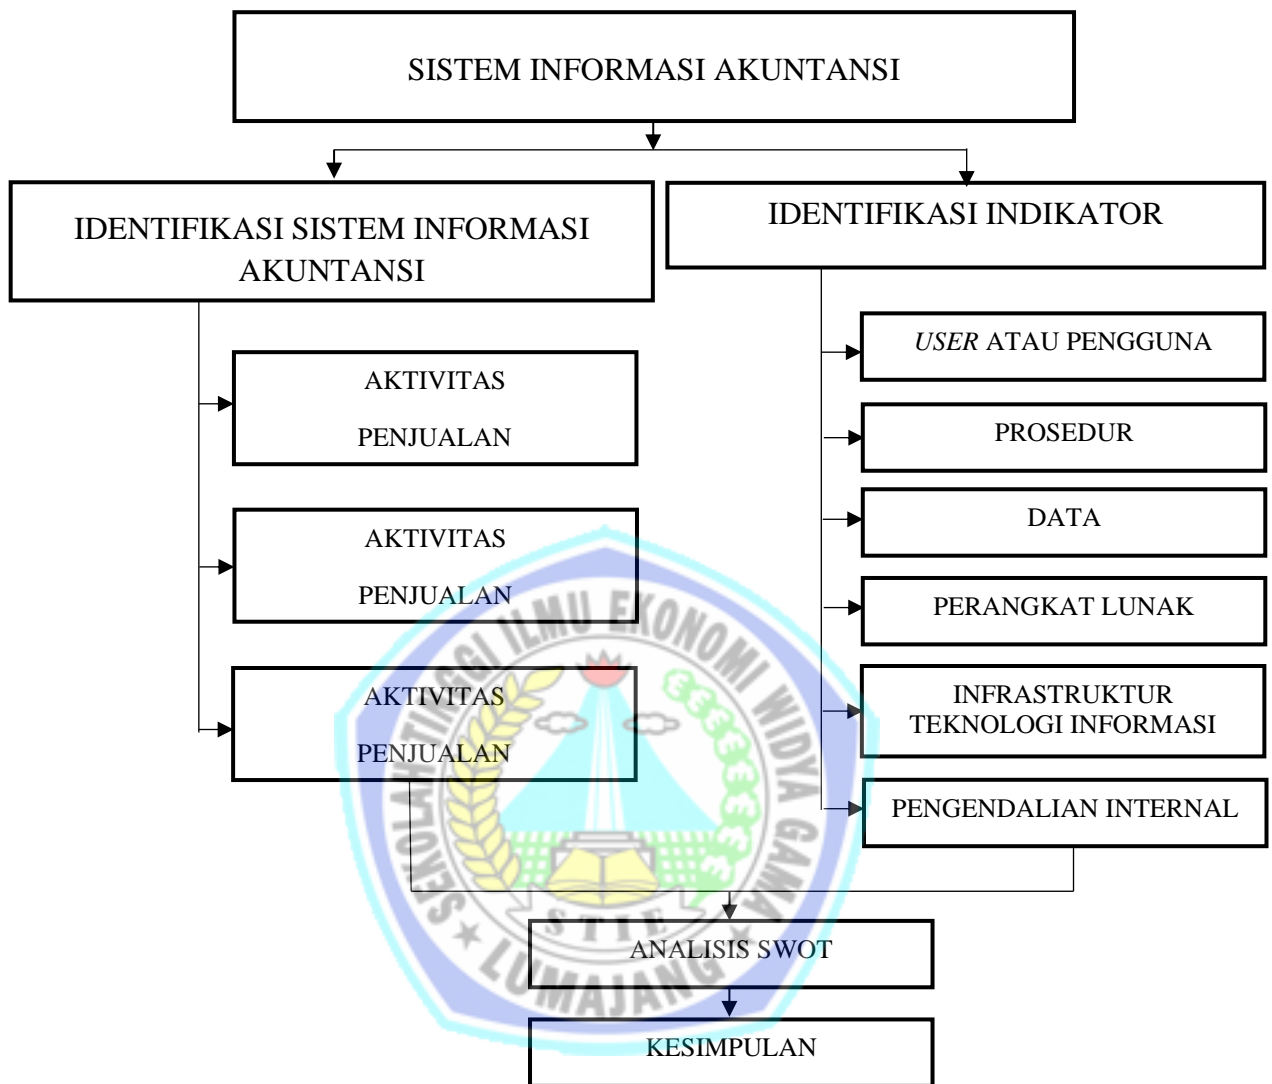 SISTEM INFORMASI AKUNTANSI
IDENTIFIKASI SISTEM INFORMASI
AKUNTANSI
AKTIVITAS
PENJUALAN
AKTIVITAS
PENJUALAN
AKTIVITAS
PENJUALAN
IDENTIFIKASI INDIKATOR
USER ATAU PENGGUNA
PROSEDUR
DATA
PERANGKAT LUNAK
INFRASTRUKTUR
TEKNOLOGI INFORMASI
PENGENDALIAN INTERNAL
ANALISIS SWOT
KESIMPULAN
SEKOLAH TINGGI ILMU EKONOMI WIDYA GAMA
STIE
LUMAJANG